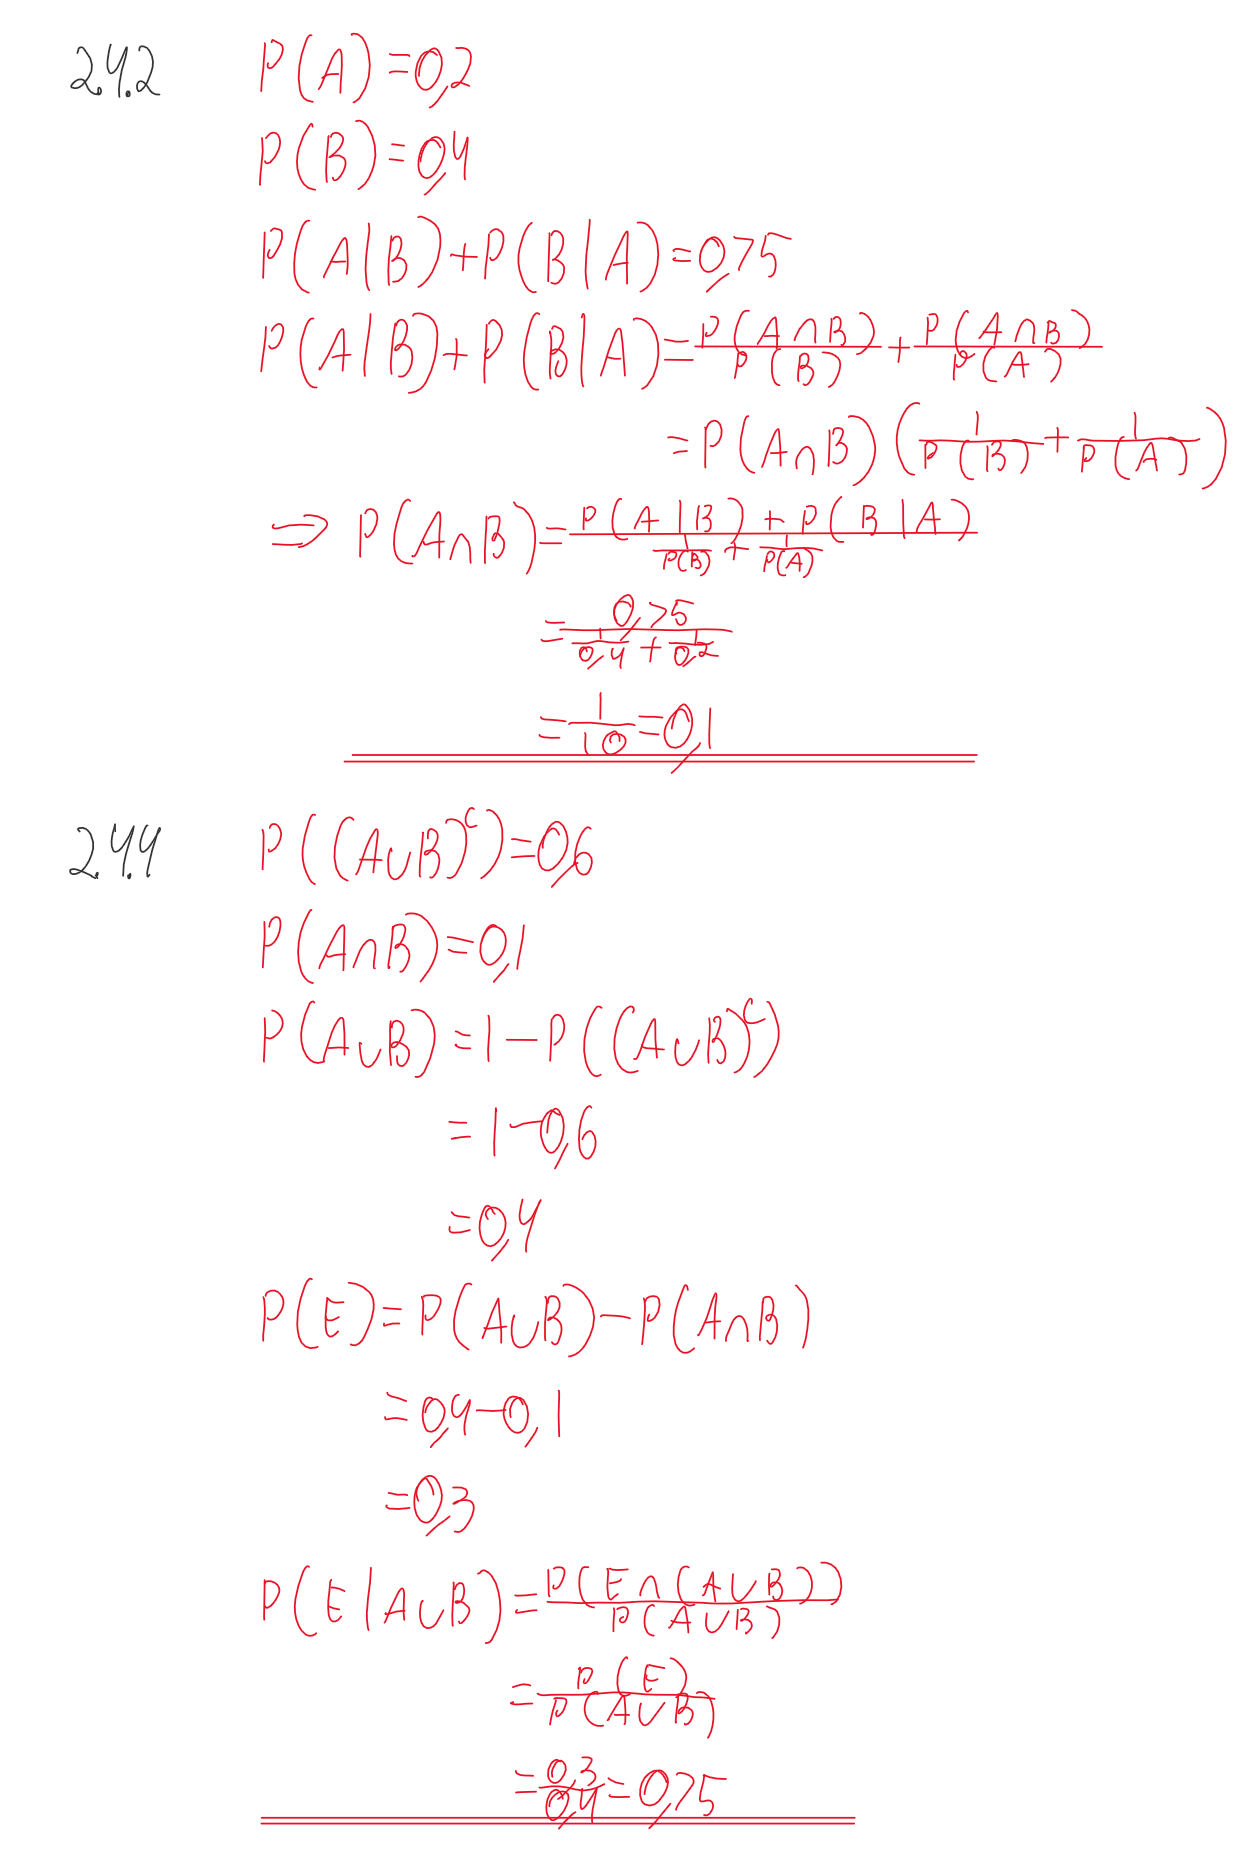 2.4.2 P(A)=0,2
P(B)=0,4
P(A|B)+P(B|A)=0,75
P(A|B)+P(B|A)=P(A∩B)/P(B)+P(A∩B)/P(A)
=P(A∩B)(1/P(B)+1/P(A))
⇒ P(A∩B)=(P(A|B)+P(B|A))/(1/P(B)+1/P(A))
=0,75/(1/0,4+1/0,2)
=1/10=0,1
2.4.4 P((A∪B)^C)=0,6
P(A∩B)=0,1
P(A∪B)=1-P((A∪B)^C)
=1-0,6
=0,4
P(E)=P(A∪B)-P(A∩B)
=0,4-0,1
=0,3
P(E|A∪B)=P(E∩(A∪B))/P(A∪B)
=P(E)/P(A∪B)
=0,3/0,4=0,75